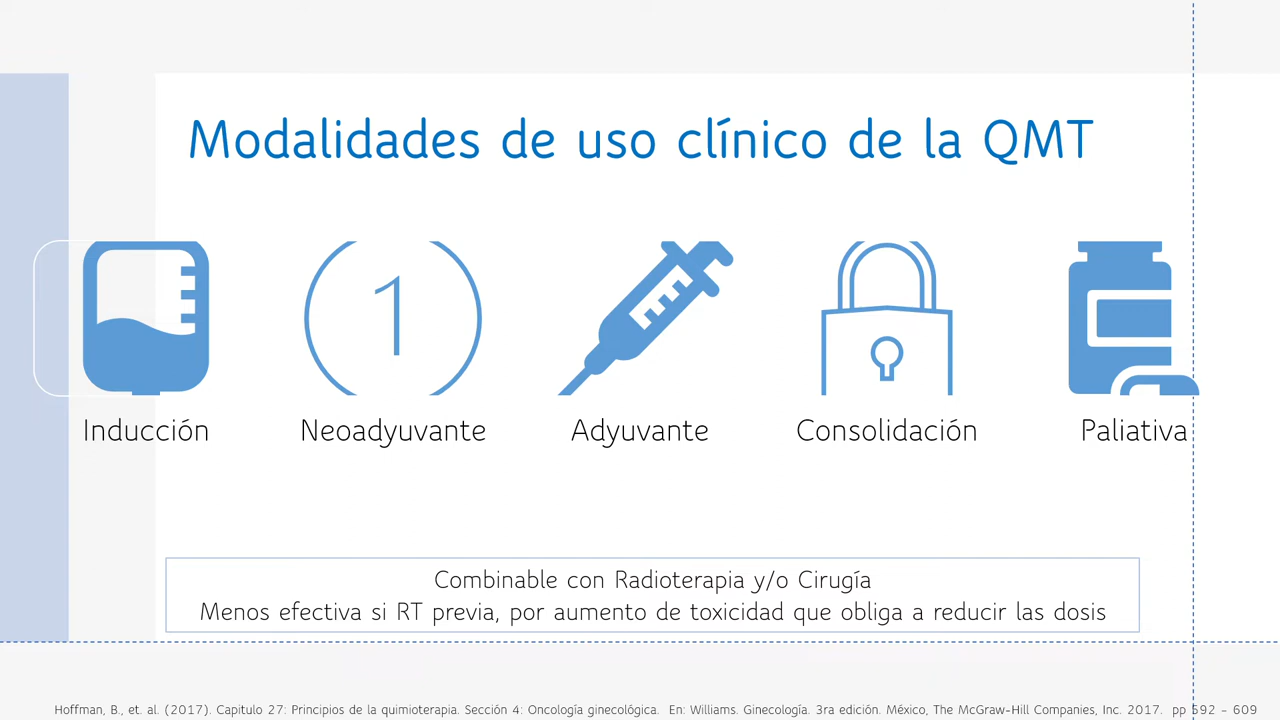 Modalidades de uso clínico de la QMT
1
Inducción
Neoadyuvante
Adyuvante
Consolidación
Paliativa
Combinable con Radioterapia y/o Cirugía
Menos efectiva si RT previa, por aumento de toxicidad que obliga a reducir las dosis
Hoffman, B., et. al. (2017). Capitulo 27: Principios de la quimioterapia. Sección 4: Oncología ginecológica. En: Williams. Ginecología. 3ra edición. México, The McGraw-Hill Companies, Inc. 2017. pp 592 - 609